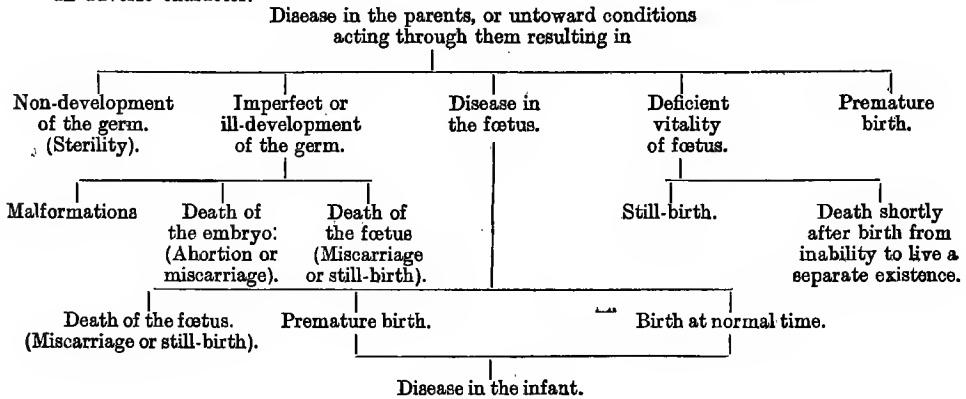 Disease in the parents, or untoward conditions
acting through them resulting in
Non-development
of the germ.
(Sterility).
Imperfect or
ill-development
of the germ.
Disease in
the fœtus.
Deficient
vitality
of fœtus.
Premature
birth.
Malformations
Death of
the embryo:
(Abortion or
miscarriage).
Death of
the fœtus
(Miscarriage
or still-birth).
Still-birth.
Death shortly
after birth from
inability to live a
separate existence.
Death of the fœtus.
(Miscarriage or still-birth).
Premature birth.
Birth at normal time.
Disease in the infant.